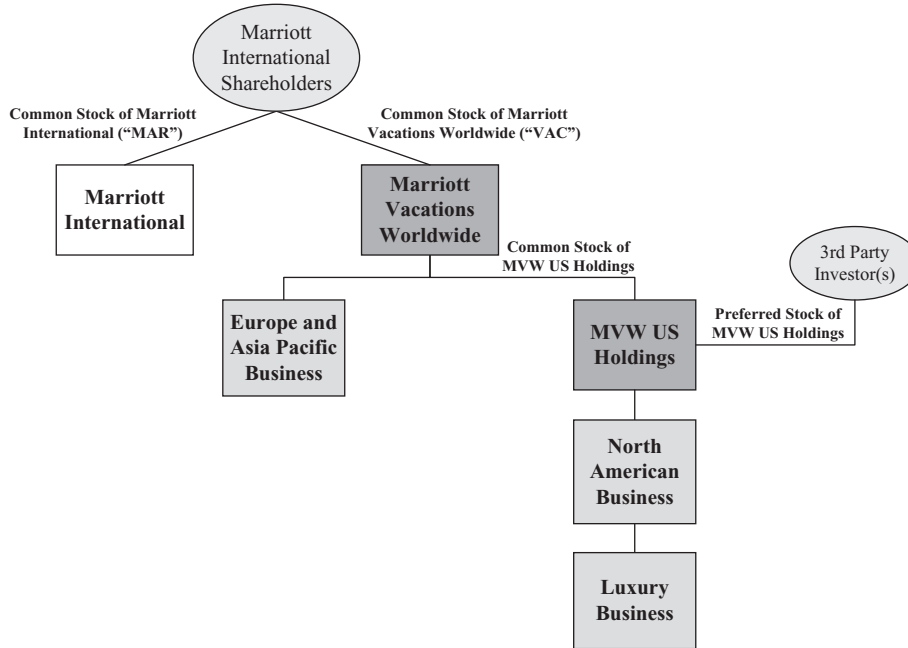 Marriott
International
Shareholders
Common Stock of Marriott
International (“MAR”)
Common Stock of Marriott
Vacations Worldwide (“VAC”)
Marriott
International
Marriott
Vacations
Worldwide
Common Stock of
MVW US Holdings
3rd Party
Investor(s)
Europe and
Asia Pacific
Business
MVW US
Holdings
Preferred Stock of
MVW US Holdings
North
American
Business
Luxury
Business